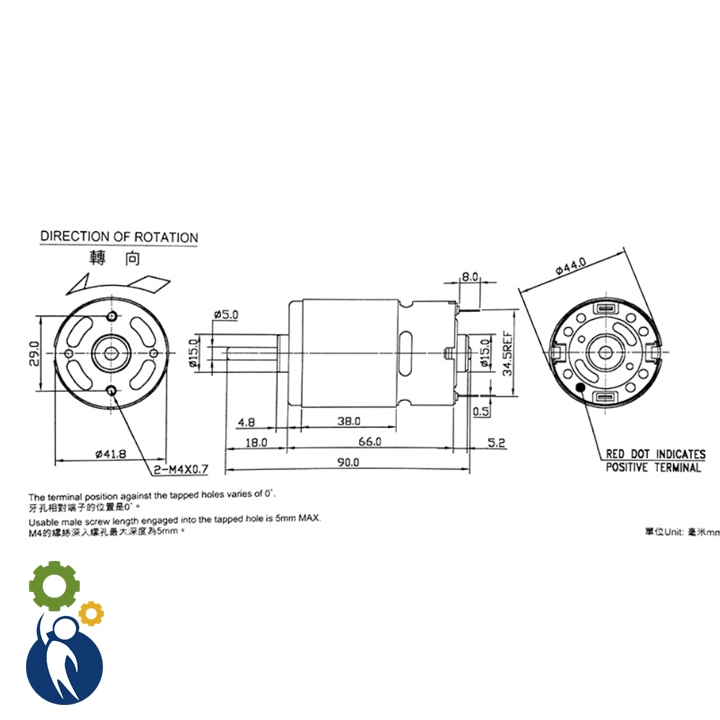 DIRECTION OF ROTATION
轉 向
8.0
ø44.0
ø5.0
ø15.0
ø15.0
34.5REF
29.0
0.5
4.8
38.0
18.0
66.0
5.2
ø41.8
90.0
2-M4X0.7
RED DOT INDICATES
POSITIVE TERMINAL
The terminal position against the tapped holes varies of 0°.
牙孔相對端子的位置是0°。
Usable male screw length engaged into the tapped hole is 5mm MAX.
M4的螺絲深入螺孔最大深度為5mm。
單位Unit: 毫米mm